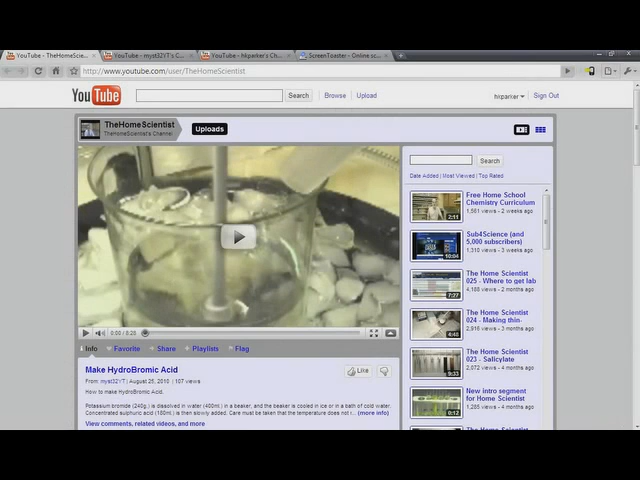 YouTube - TheHomeScie...
YouTube - myst32YT's C...
YouTube - hkparker's Ch...
ScreenToaster - Online sc...
http://www.youtube.com/user/TheHomeScientist
YouTube
Search
Browse
Upload
hkparker
Sign Out
TheHomeScientist
TheHomeScientist's Channel
Uploads
Search
Date Added | Most Viewed | Top Rated
Free Home School
Chemistry Curriculum
1,561 views - 2 weeks ago
2:11
Sub4Science (and
5,000 subscribers)
1,310 views - 3 weeks ago
10:04
The Home Scientist
025 - Where to get lab
4,188 views - 2 months ago
7:27
The Home Scientist
024 - Making thin-
2,916 views - 3 months ago
The Home Scientist
023 - Salicylate
2,072 views - 4 months ago
9:33
New intro segment
for Home Scientist
1,285 views - 4 months ago
0:12
The Home Scientist
0:00 / 8:28
Info
Favorite
Share
Playlists
Flag
Make HydroBromic Acid
Like
From: myst32YT | August 25, 2010 | 107 views
How to make HydroBromic Acid.
Potassium bromide (240g;) is dissolved in water (400ml) in a beaker, and the beaker is cooled in ice or in a bath of cold water.
Concentrated sulphuric acid (180ml) is then slowly added. Care must be taken that the temperature does not r... (more info)
View comments, related videos, and more